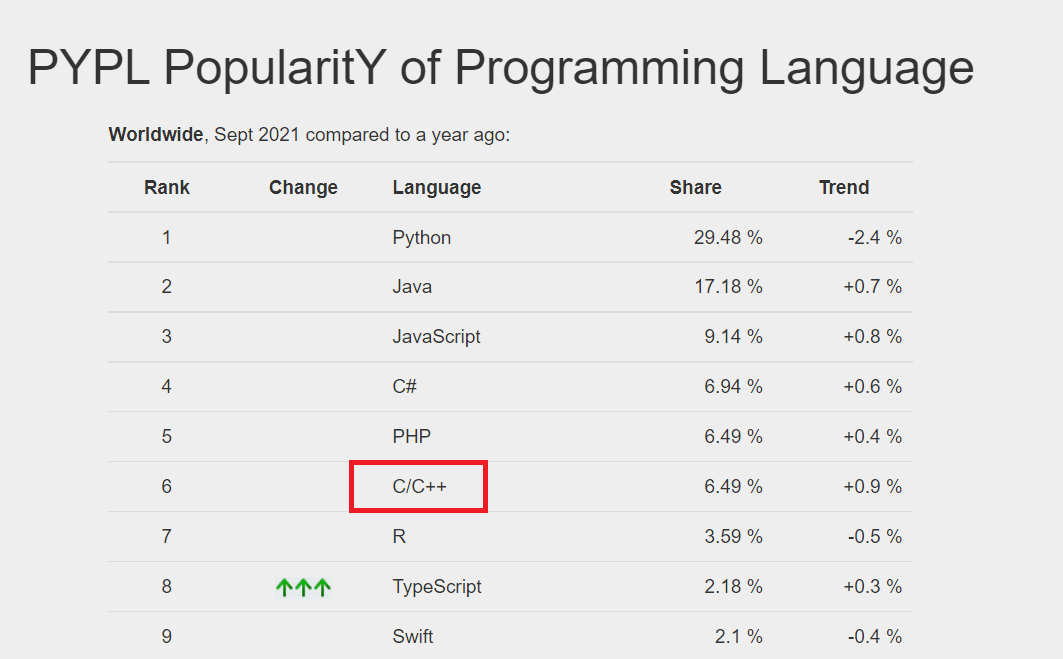 PYPL PopularitY of Programming Language
Worldwide, Sept 2021 compared to a year ago:
Rank Change Language Share Trend
1 Python 29.48 % -2.4 %
2 Java 17.18 % +0.7 %
3 JavaScript 9.14 % +0.8 %
4 C# 6.94 % +0.6 %
5 PHP 6.49 % +0.4 %
6 C/C++ 6.49 % +0.9 %
7 R 3.59 % -0.5 %
8 ↑↑↑ TypeScript 2.18 % +0.3 %
9 Swift 2.1 % -0.4 %